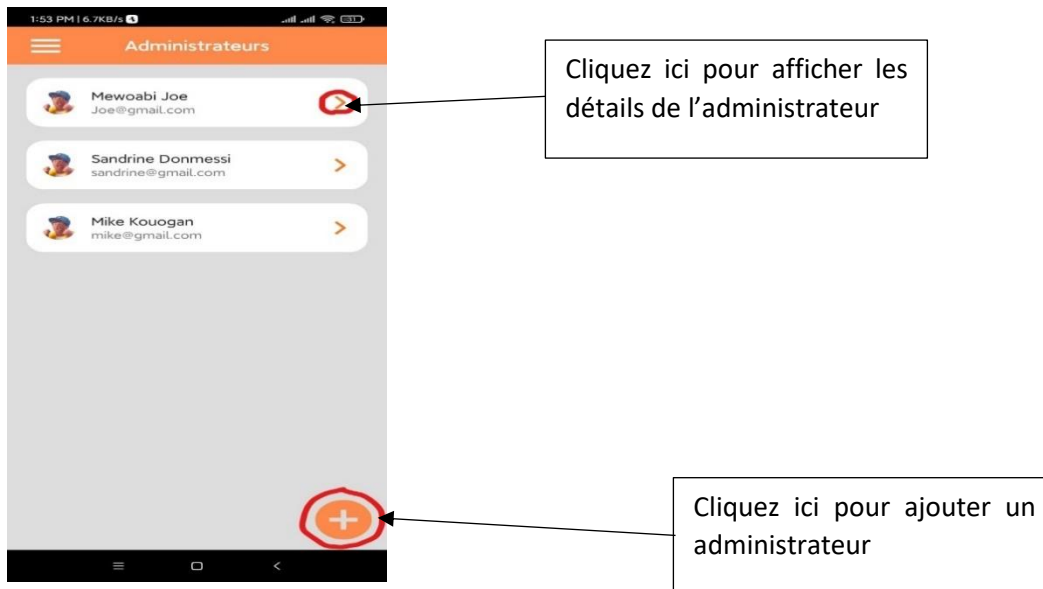 1:53 PM | 6.7KB/s
31
Administrateurs
Mewoabi Joe
Joe@gmail.com
Sandrine Donmessi
sandrine@gmail.com
Mike Kouogan
mike@gmail.com
Cliquez ici pour afficher les
détails de l’administrateur
Cliquez ici pour ajouter un
administrateur